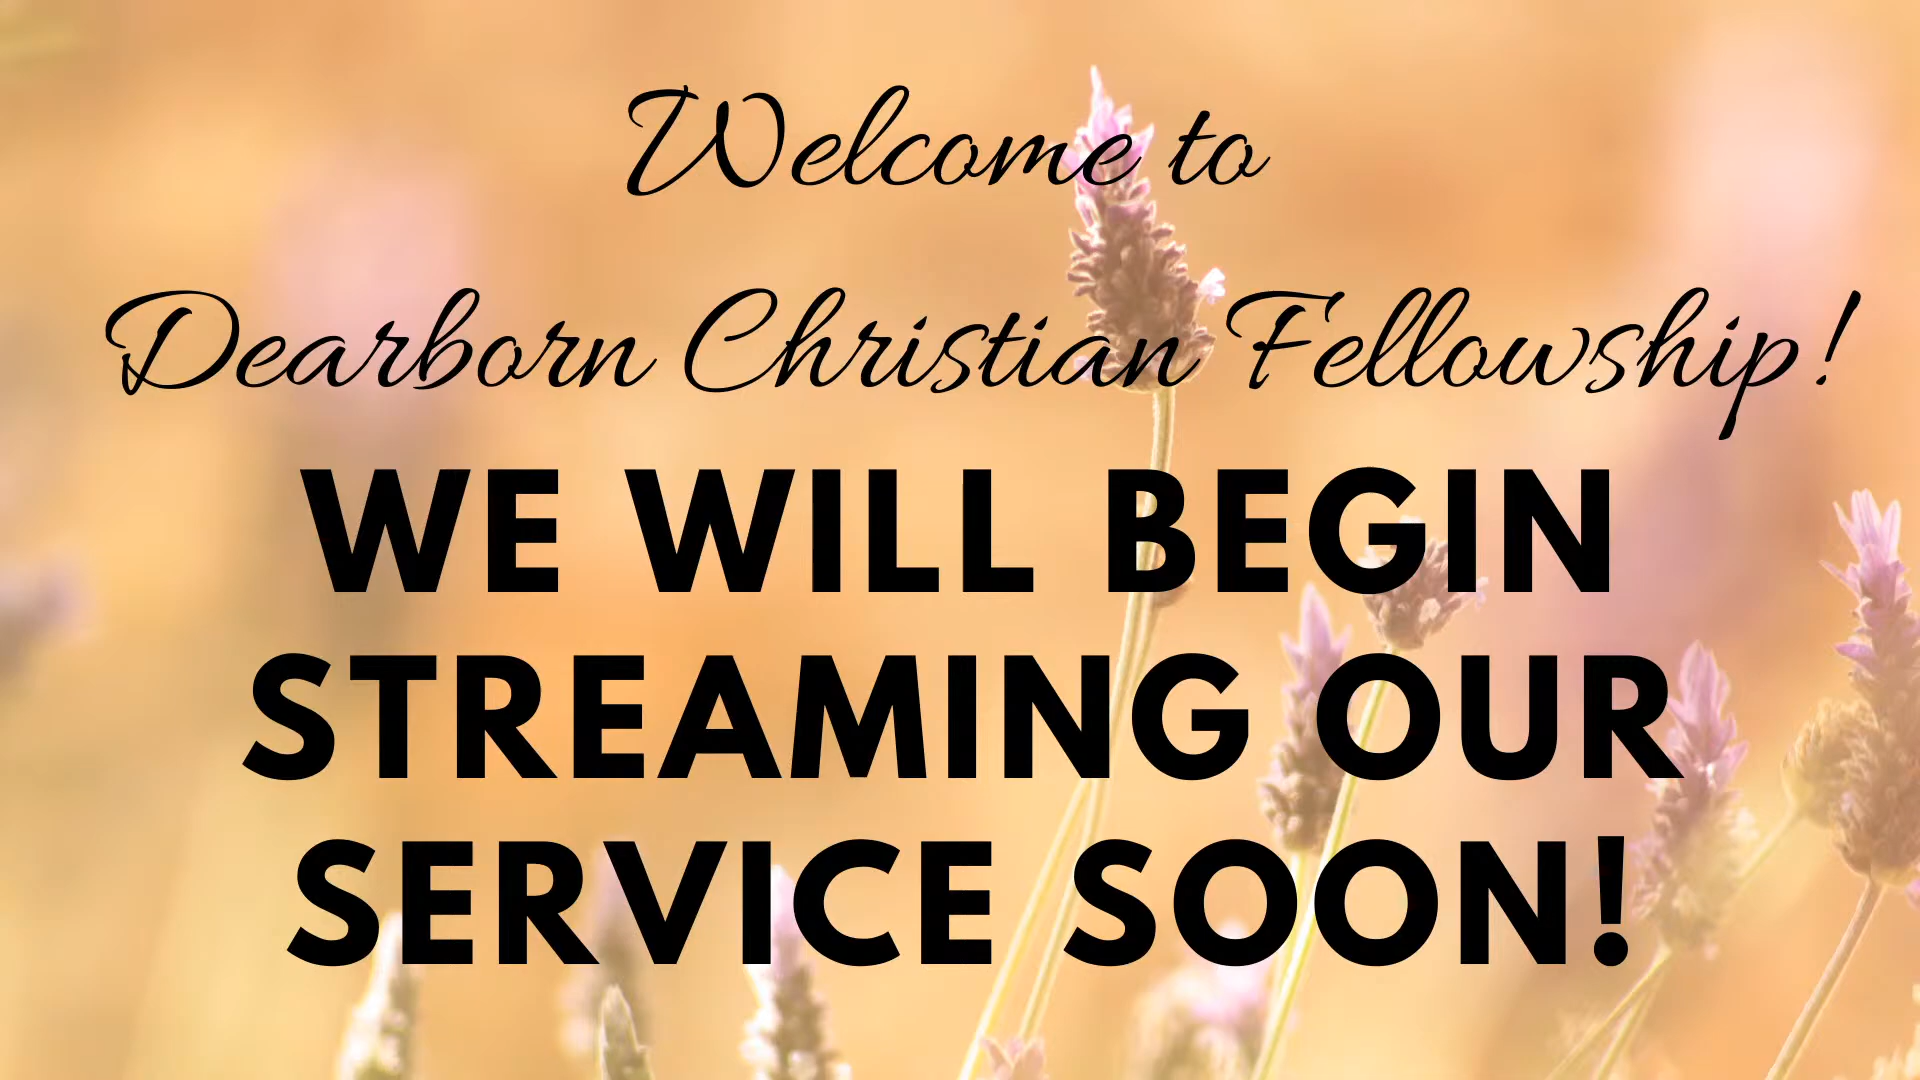 Welcome to
Dearborn Christian Fellowship!
WE WILL BEGIN
STREAMING OUR
SERVICE SOON!